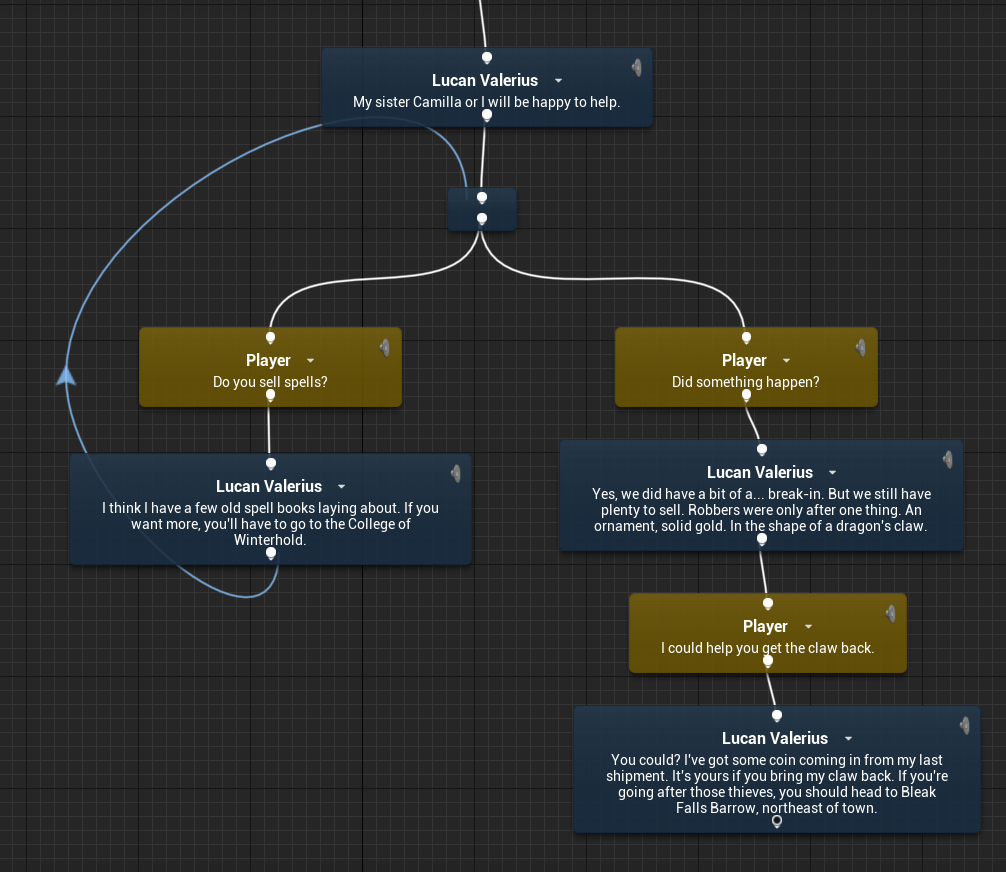 Lucan Valerius
My sister Camilla or I will be happy to help.
Player
Do you sell spells?
Lucan Valerius
I think I have a few old spell books laying about. If you
want more, you'll have to go to the College of
Winterhold.
Player
Did something happen?
Lucan Valerius
Yes, we did have a bit of a... break-in. But we still have
plenty to sell. Robbers were only after one thing. An
ornament, solid gold. In the shape of a dragon's claw.
Player
I could help you get the claw back.
Lucan Valerius
You could? I've got some coin coming in from my last
shipment. It's yours if you bring my claw back. If you're
going after those thieves, you should head to Bleak
Falls Barrow, northeast of town.